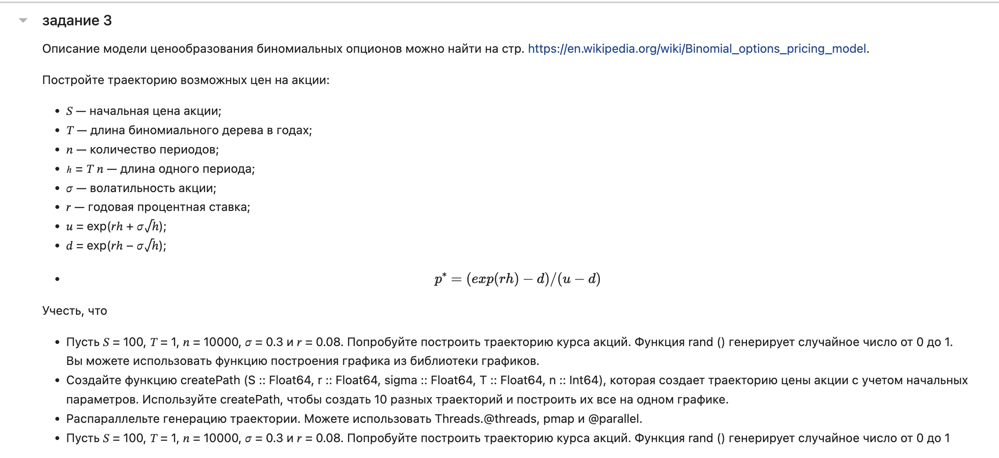 задание 3
Описание модели ценообразования биномиальных опционов можно найти на стр. https://en.wikipedia.org/wiki/Binomial_options_pricing_model.
Постройте траекторию возможных цен на акции:
• S — начальная цена акции;
• T — длина биномиального дерева в годах;
• n — количество периодов;
• h = T n — длина одного периода;
• σ — волатильность акции;
• r — годовая процентная ставка;
• u = exp(rh + σ√h);
• d = exp(rh − σ√h);
• p* = (exp(rh) − d)/(u − d)
Учесть, что
• Пусть S = 100, T = 1, n = 10000, σ = 0.3 и r = 0.08. Попробуйте построить траекторию курса акций. Функция rand () генерирует случайное число от 0 до 1.
Вы можете использовать функцию построения графика из библиотеки графиков.
• Создайте функцию createPath (S :: Float64, r :: Float64, sigma :: Float64, T :: Float64, n :: Int64), которая создает траекторию цены акции с учетом начальных
параметров. Используйте createPath, чтобы создать 10 разных траекторий и построить их все на одном графике.
• Распараллельте генерацию траектории. Можете использовать Threads.@threads, pmap и @parallel.
• Пусть S = 100, T = 1, n = 10000, σ = 0.3 и r = 0.08. Попробуйте построить траекторию курса акций. Функция rand () генерирует случайное число от 0 до 1